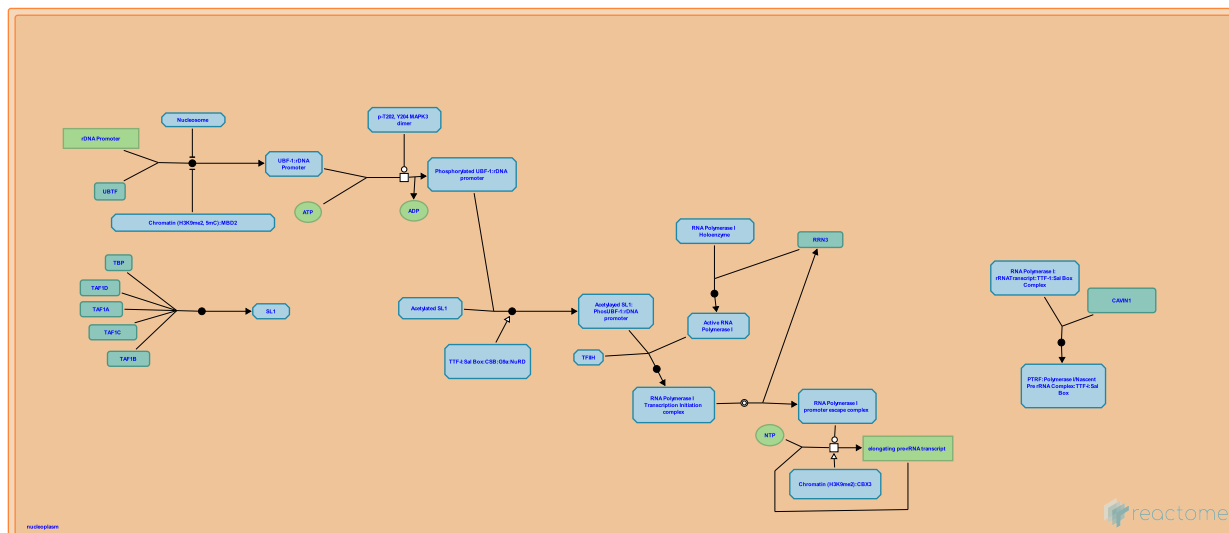 Nucleosome
p-T202, Y204 MAPK3
dimer
rDNA Promoter
UBF-1:rDNA
Promoter
Phosphorylated UBF-1:rDNA
promoter
UBTF
ATP
ADP
Chromatin (H3K9me2, 5mC):MBD2
RNA Polymerase I
Holoenzyme
RRN3
TBP
TAF1D
TAF1A
TAF1C
TAF1B
SL1
Acetylated SL1
Acetylayed SL1:
PhosUBF-1:rDNA
promoter
Active RNA
Polymerase I
RNA Polymerase I:
rRNATranscript:TTF-1:Sal Box
Complex
CAVIN1
TTF-I:Sal Box:CSB:G9a:NuRD
TFIIH
PTRF:Polymerase I/Nascent
Pre rRNA Complex:TTF-I:Sal
Box
RNA Polymerase I
Transcription Initiation
complex
RNA Polymerase I
promoter escape complex
NTP
elongating pre-rRNA transcript
Chromatin (H3K9me2):CBX3
nucleoplasm
reactome